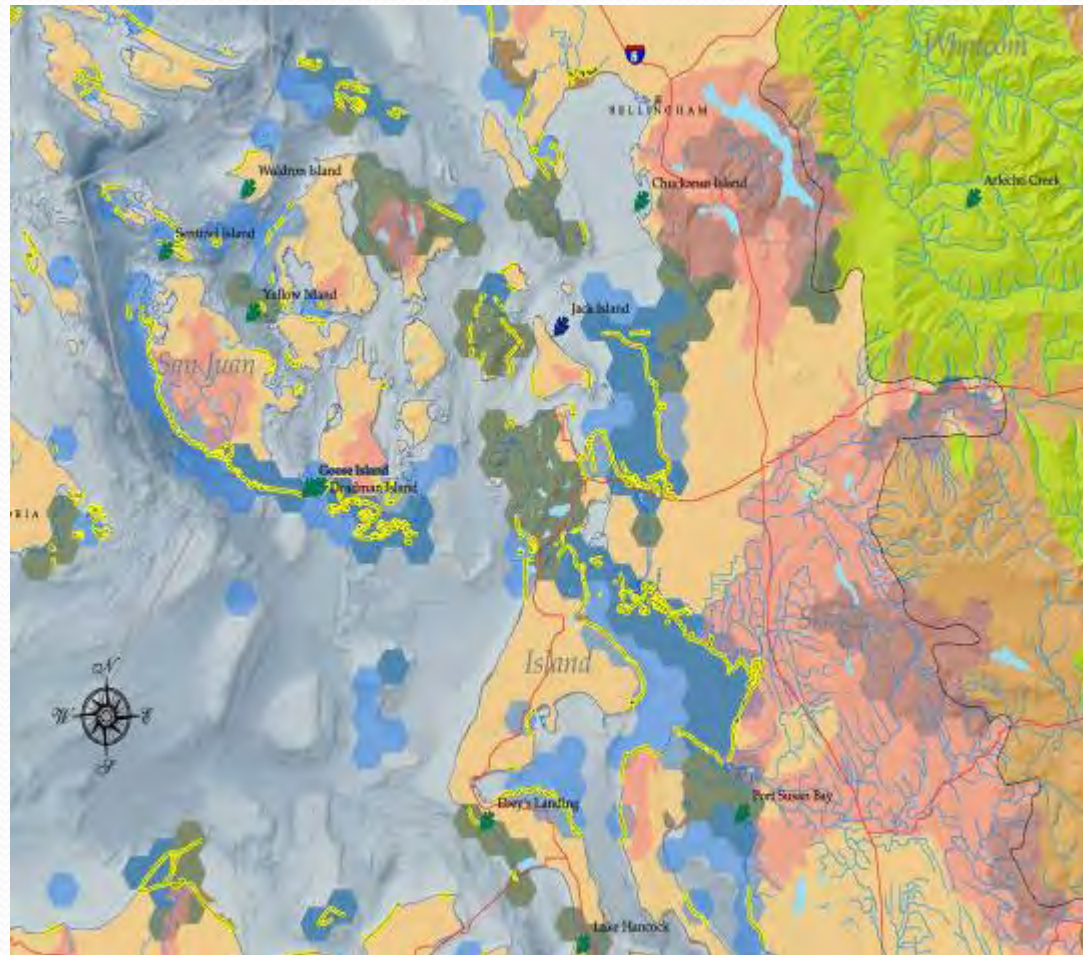 Whatcom
5
BELLINGHAM
Waldron Island
Chuckanut Island
Arlecho Creek
Sentinel Island
Yellow Island
Jack Island
San Juan
Goose Island
Deadman Island
Island
N
W E
S
Port Susan Bay
Ebey's Landing
Lake Hancock